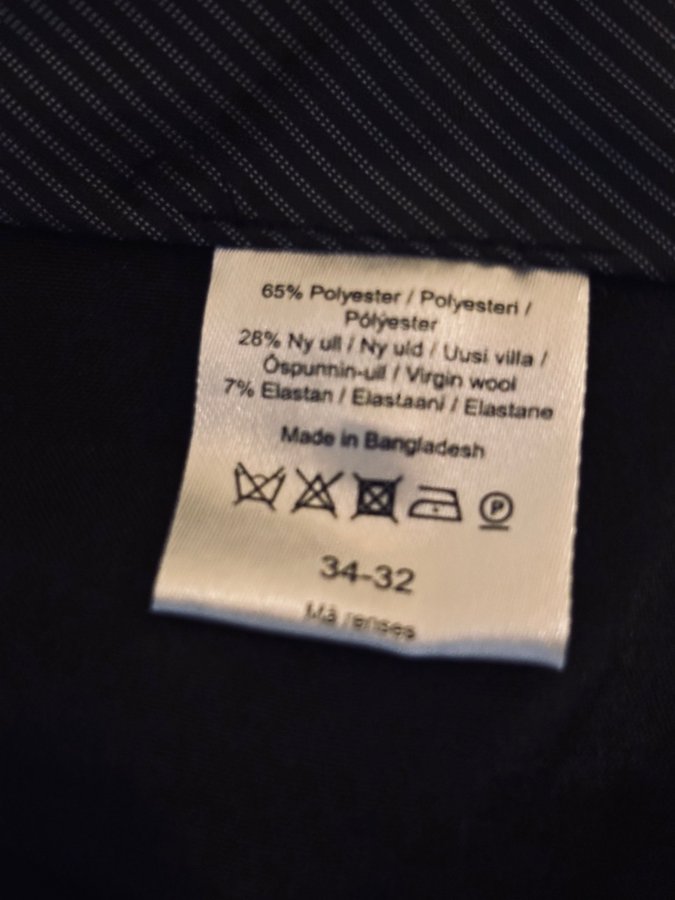 65% Polyester / Polyesteri /
Pólýester
28% Ny ull / Ny uld / Uusi villa /
Óspunnin-ull / Virgin wool
7% Elastan / Elastaani / Elastane
Made in Bangladesh
P
34-32
Må renses